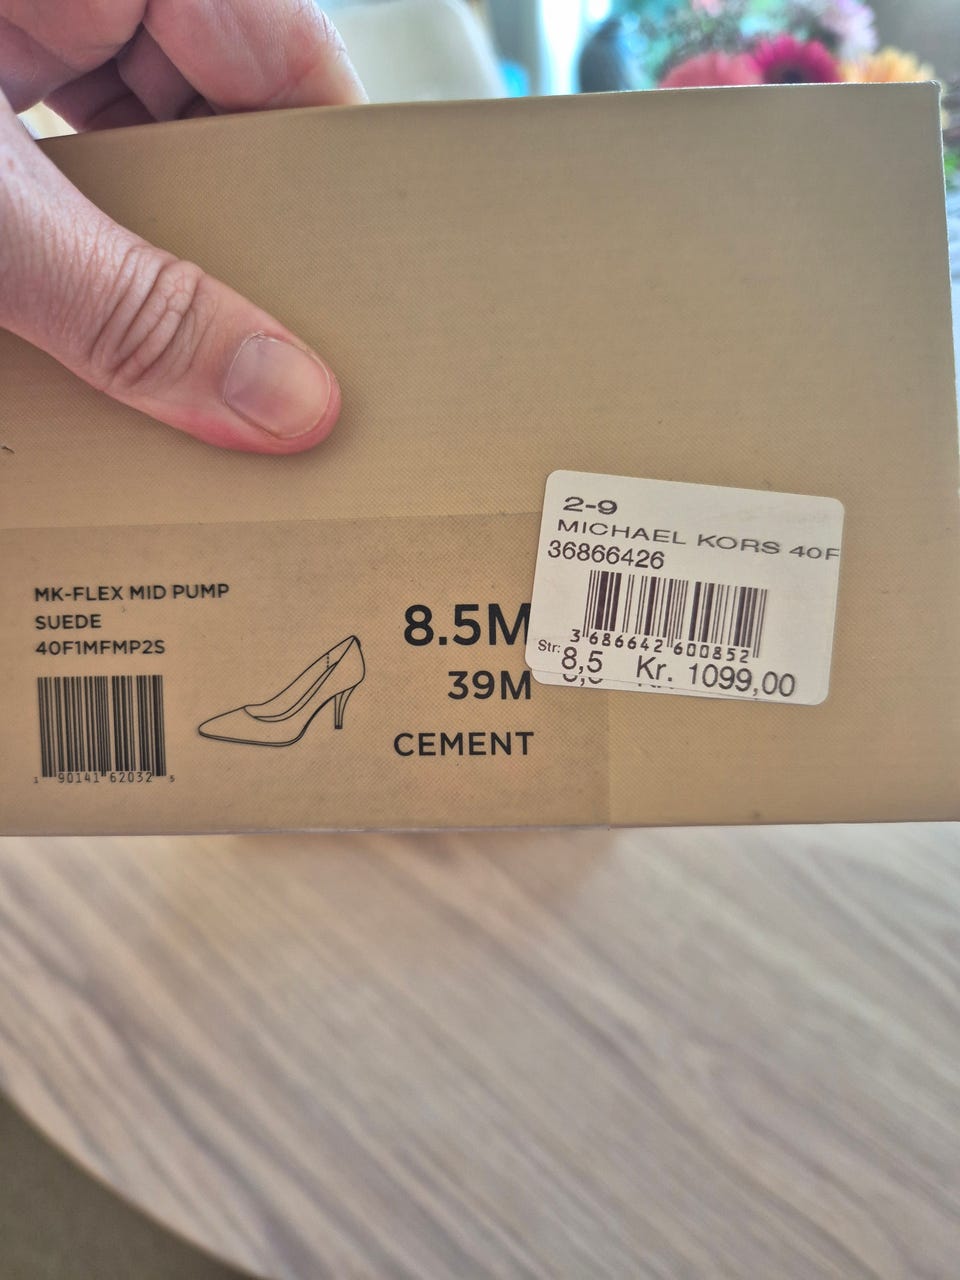 MK-FLEX MID PUMP
SUEDE
40F1MFMP2S
1 90141 62032 5
8.5M
39M
CEMENT
2-9
MICHAEL KORS 40F
36866426
3 686642 600852
Str: 8,5 Kr. 1099,00